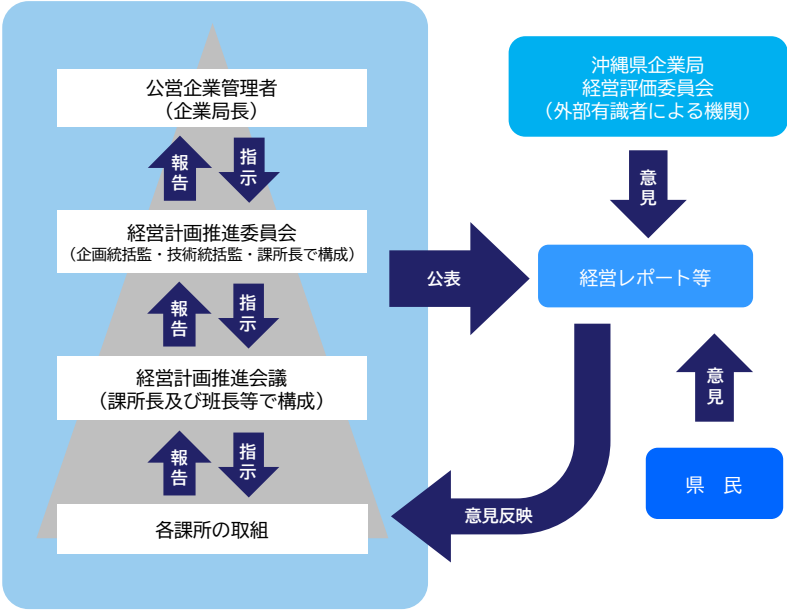 公営企業管理者
（企業局長）
報告
指示
経営計画推進委員会
（企画統括監・技術統括監・課所長で構成）
報告
指示
経営計画推進会議
（課所長及び班長等で構成）
報告
指示
各課所の取組
公表
沖縄県企業局
経営評価委員会
（外部有識者による機関）
意見
経営レポート等
意見
県　民
意見反映